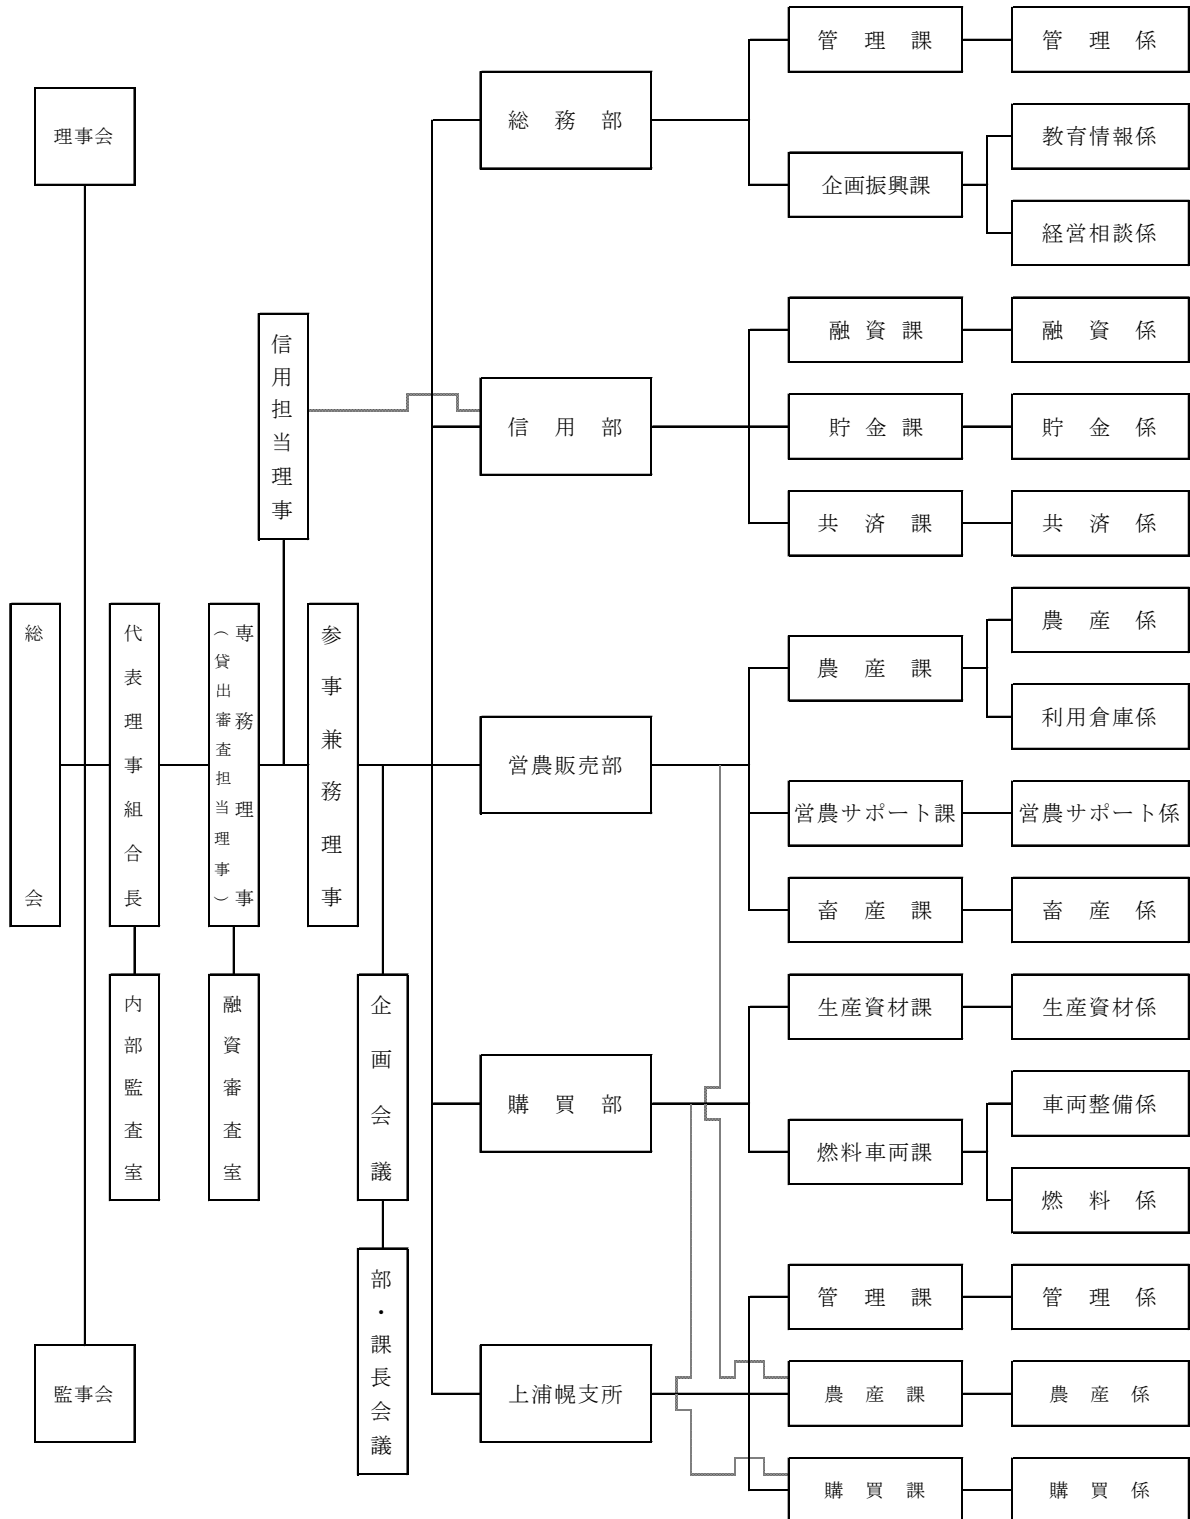 理事会
監事会
総会
代表理事組合長
内部監査室
専務理事
（貸出審査担当理事）
融資審査室
信用担当理事
参事兼務理事
企画会議
部・課長会議
総務部
管理課
管理係
企画振興課
教育情報係
経営相談係
信用部
融資課
融資係
貯金課
貯金係
共済課
共済係
営農販売部
農産課
農産係
利用倉庫係
営農サポート課
営農サポート係
畜産課
畜産係
購買部
生産資材課
生産資材係
燃料車両課
車両整備係
燃料係
上浦幌支所
管理課
管理係
農産課
農産係
購買課
購買係